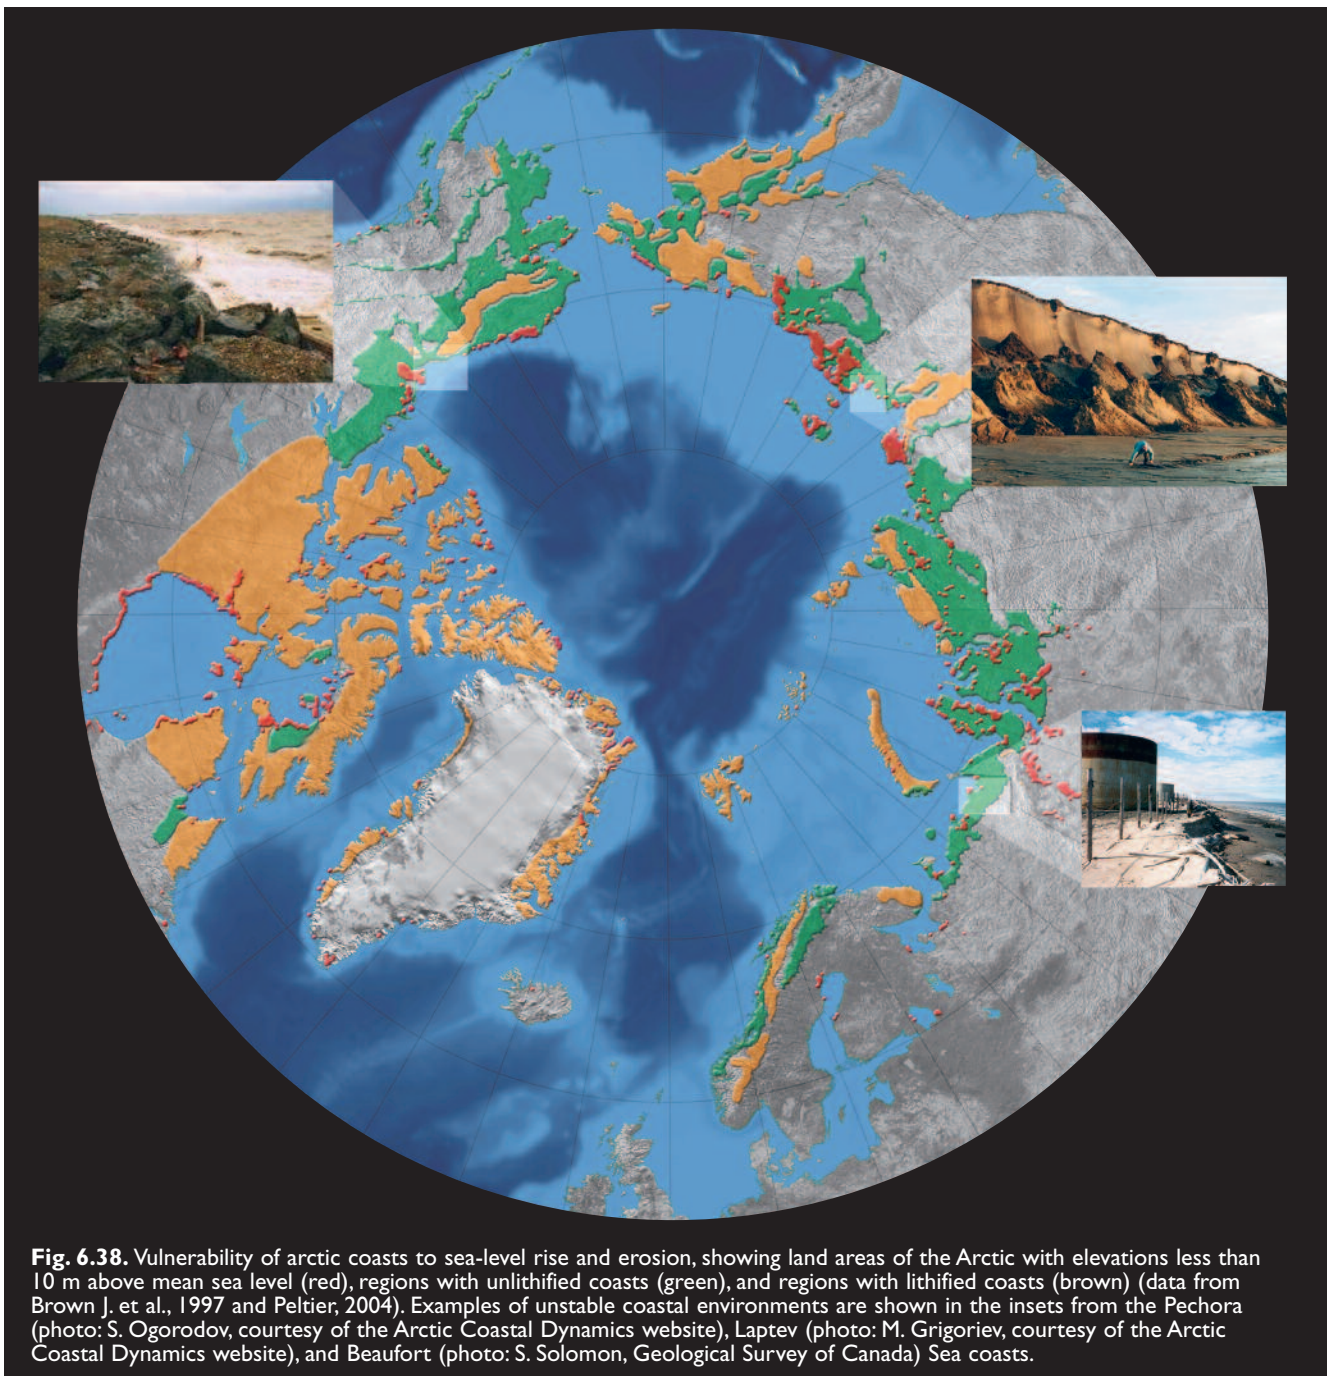 Fig. 6.38. Vulnerability of arctic coasts to sea-level rise and erosion, showing land areas of the Arctic with elevations less than
10 m above mean sea level (red), regions with unlithified coasts (green), and regions with lithified coasts (brown) (data from
Brown J. et al., 1997 and Peltier, 2004). Examples of unstable coastal environments are shown in the insets from the Pechora
(photo: S. Ogorodov, courtesy of the Arctic Coastal Dynamics website), Laptev (photo: M. Grigoriev, courtesy of the Arctic
Coastal Dynamics website), and Beaufort (photo: S. Solomon, Geological Survey of Canada) Sea coasts.